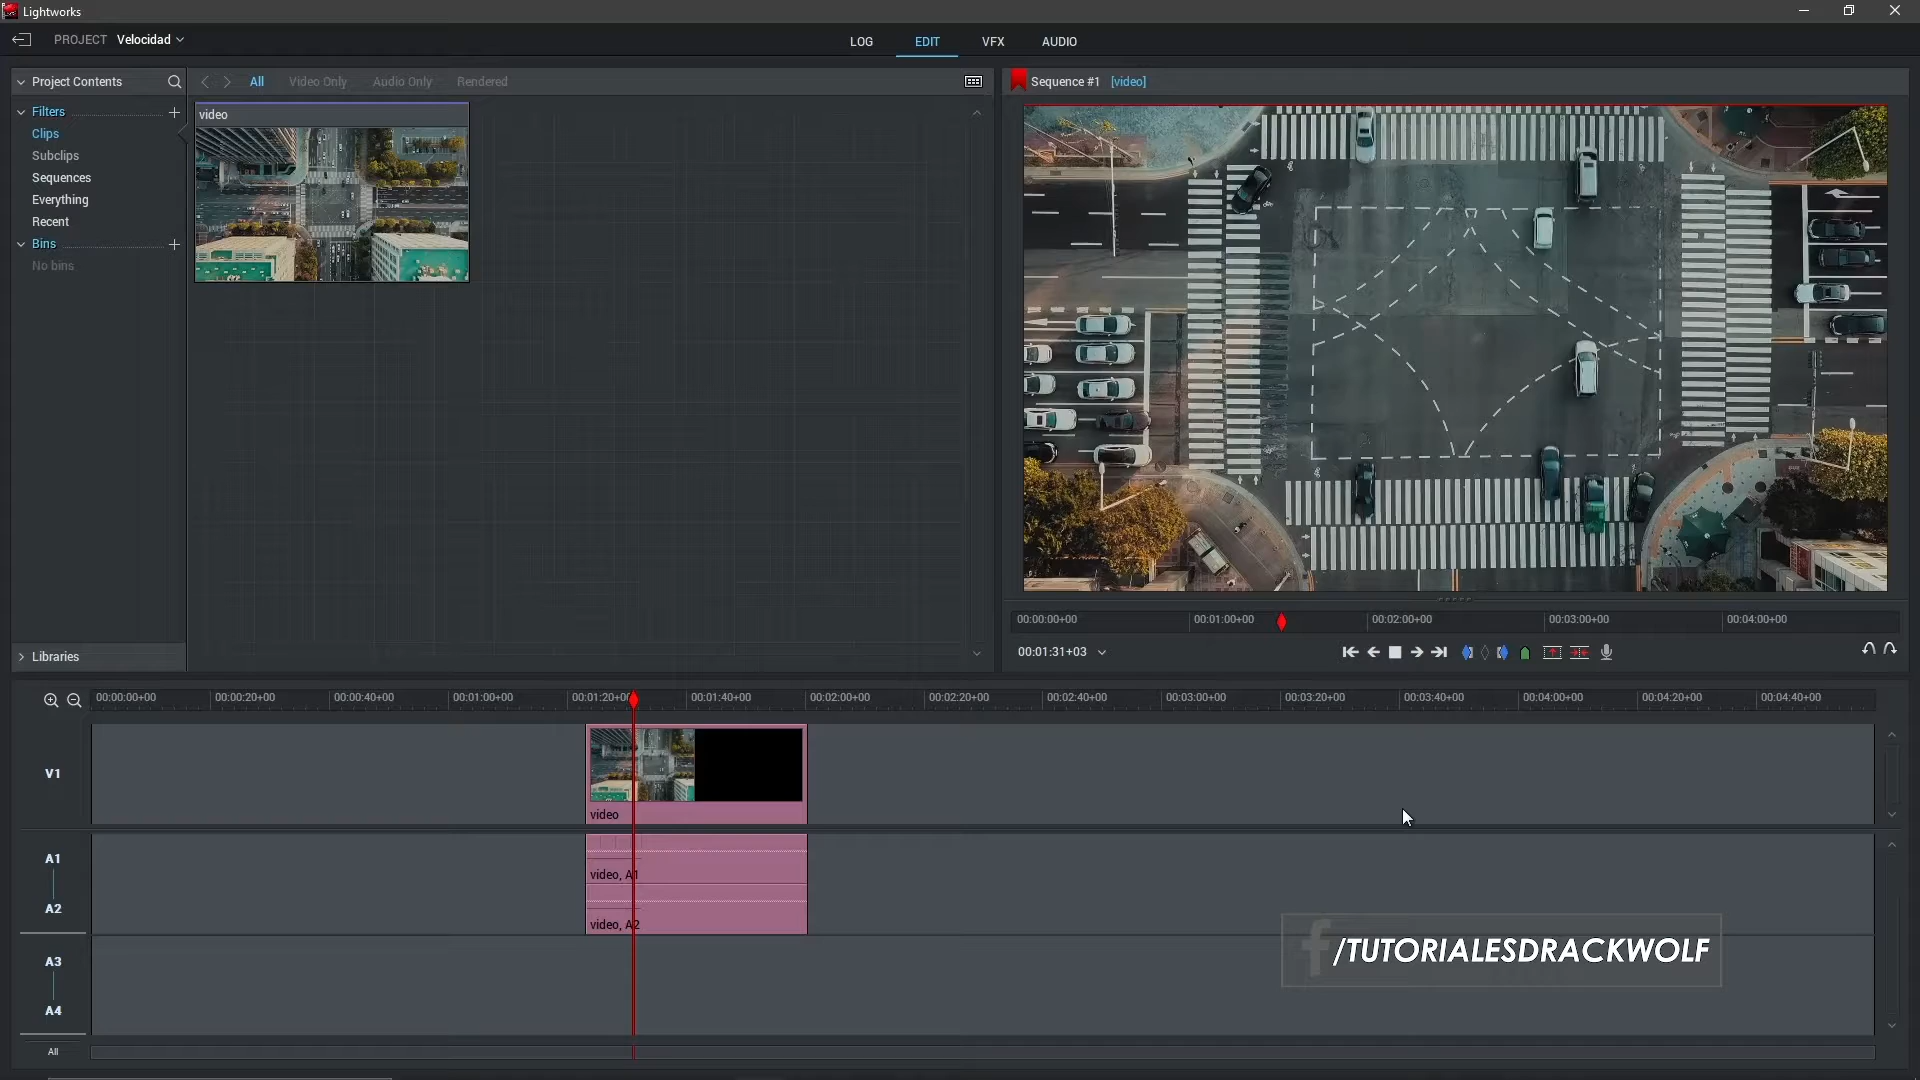 Lightworks
PROJECT Velocidad
LOG EDIT VFX AUDIO
Project Contents
All Video Only Audio Only Rendered
Sequence #1 [video]
Filters
Clips
Subclips
Sequences
Everything
Recent
Bins
No bins
video
Libraries
00:00:00+00 00:01:00+00 00:02:00+00 00:03:00+00 00:04:00+00
00:01:31+03
00:00:00+00 00:00:20+00 00:00:40+00 00:01:00+00 00:01:20+0 00:01:40+00 00:02:00+00 00:02:20+00 00:02:40+00 00:03:00+00 00:03:20+00 00:03:40+00 00:04:00+00 00:04:20+00 00:04:40+00
V1
video
A1
video, A1
A2
video, A2
f/TUTORIALESDRACKWOLF
A3
A4
All